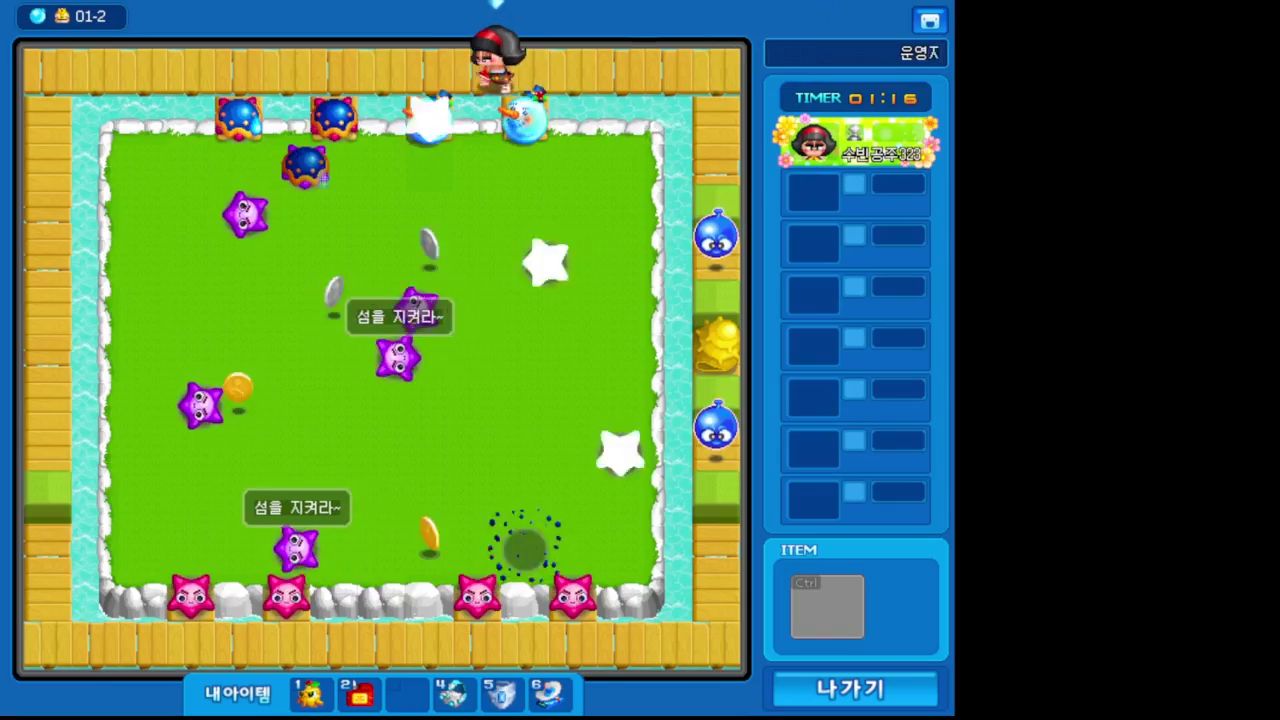 01-2
운영자
TIMER 01:16
수빈공주023
섬을 지켜라~
섬을 지켜라~
ITEM
Ctrl
내아이템
1
2
4
5
6
나가기